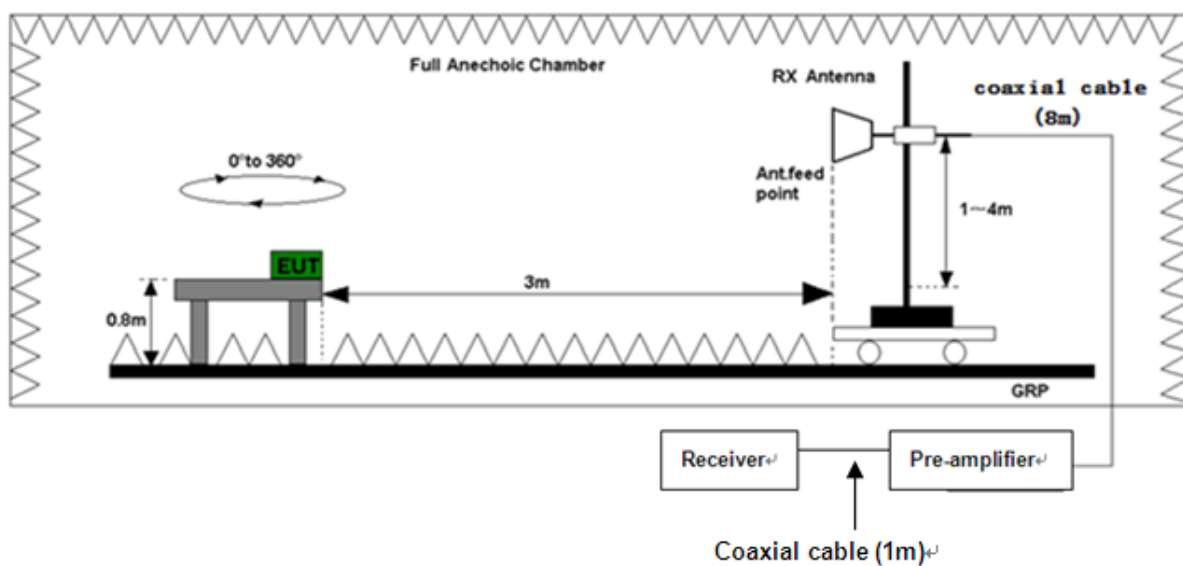 Full Anechoic Chamber
RX Antenna
coaxial cable
(8m)
0°to 360°
Ant.feed
point
1～4m
EUT
3m
0.8m
GRP
Receiver↵
Pre-amplifier↵
Coaxial cable (1m)↵